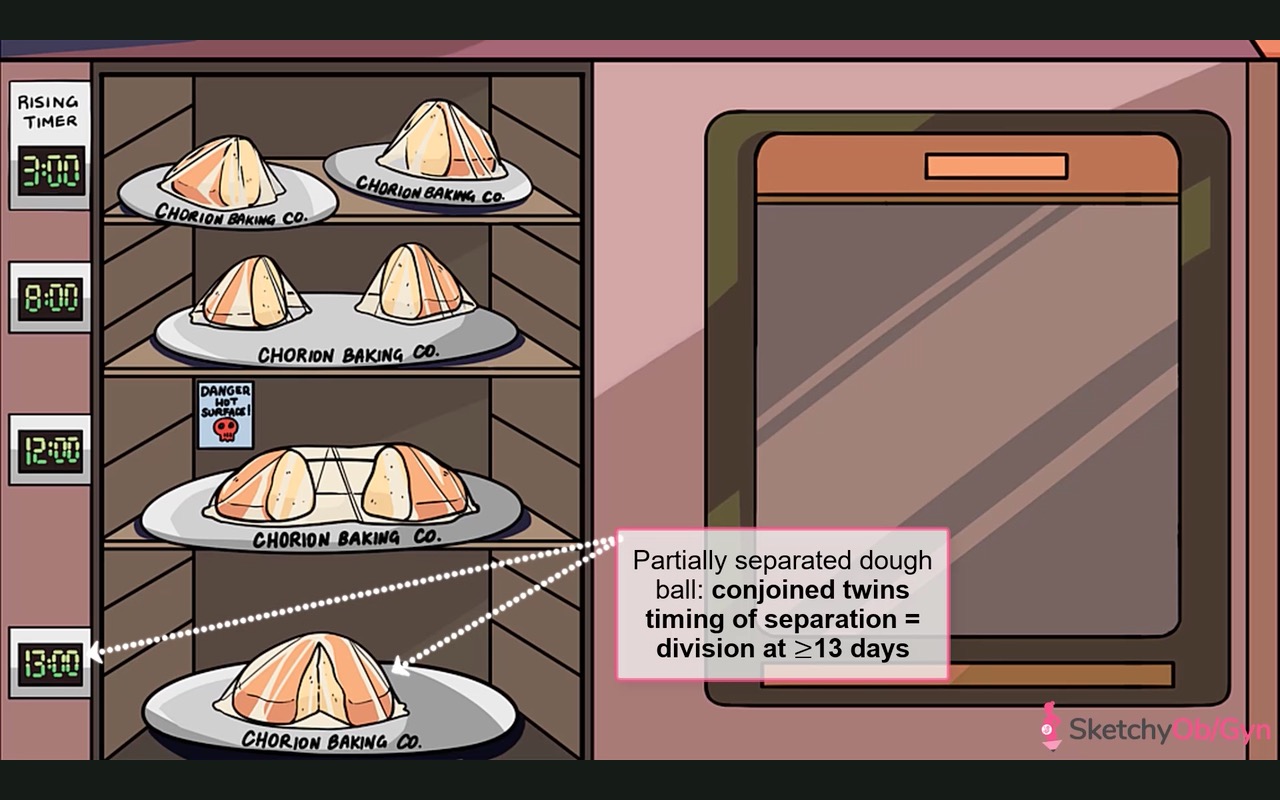 RISING
TIMER
3:00
CHORION BAKING CO.
CHORION BAKING CO.
8:00
CHORION BAKING CO.
DANGER
HOT
SURFACE!
12:00
CHORION BAKING CO.
13:00
CHORION BAKING CO.
Partially separated dough
ball: conjoined twins
timing of separation =
division at ≥13 days
SketchyOb/Gyn